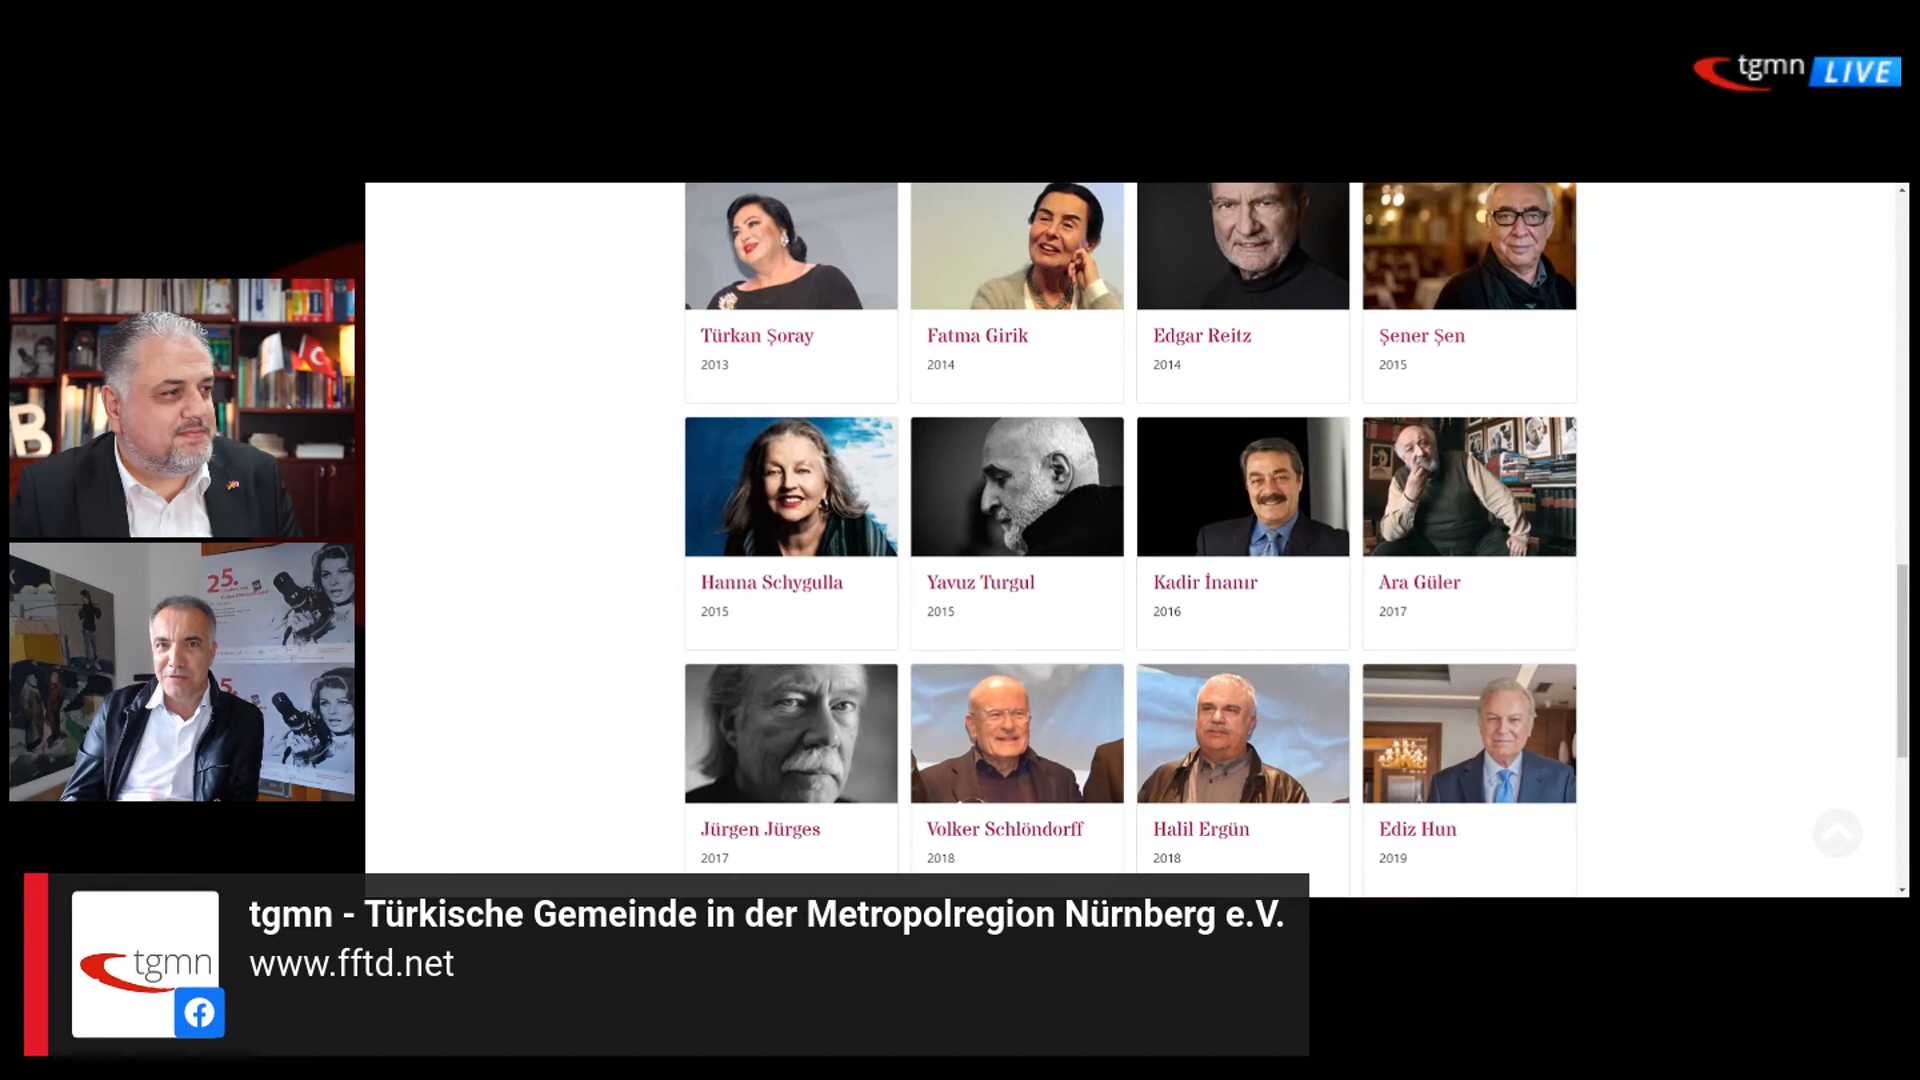 tgmn LIVE
Türkan Şoray
2013
Fatma Girik
2014
Edgar Reitz
2014
Şener Şen
2015
Hanna Schygulla
2015
Yavuz Turgul
2015
Kadir İnanır
2016
Ara Güler
2017
Jürgen Jürges
2017
Volker Schlöndorff
2018
Halil Ergün
2018
Ediz Hun
2019
B
25.
5.
tgmn
tgmn - Türkische Gemeinde in der Metropolregion Nürnberg e.V.
www.fftd.net